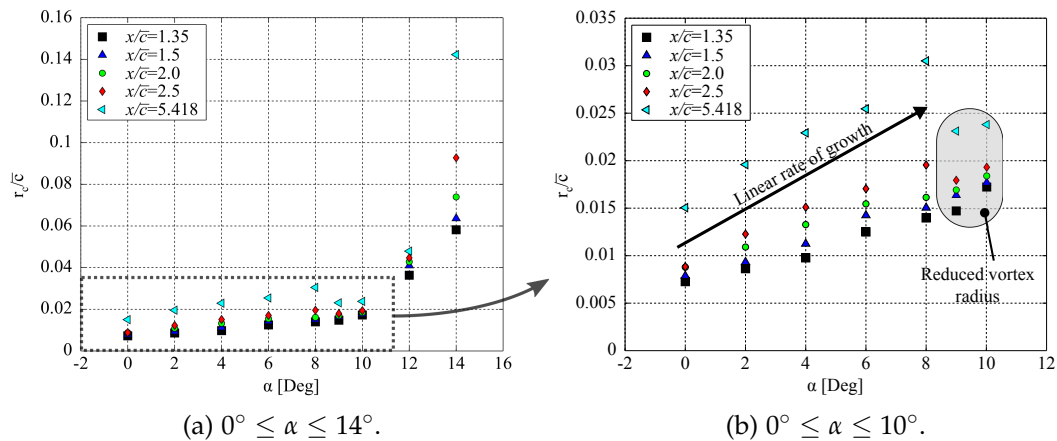 0.16
0.14
0.12
0.1
0.08
0.06
0.04
0.02
0
r_c/c̅
x/c̅=1.35
x/c̅=1.5
x/c̅=2.0
x/c̅=2.5
x/c̅=5.418
-2 0 2 4 6 8 10 12 14 16
α [Deg]
(a) 0° ≤ α ≤ 14°.
0.035
0.03
0.025
0.02
0.015
0.01
0.005
0
r_c/c̅
x/c̅=1.35
x/c̅=1.5
x/c̅=2.0
x/c̅=2.5
x/c̅=5.418
Linear rate of growth
Reduced vortex
radius
-2 0 2 4 6 8 10 12
α [Deg]
(b) 0° ≤ α ≤ 10°.